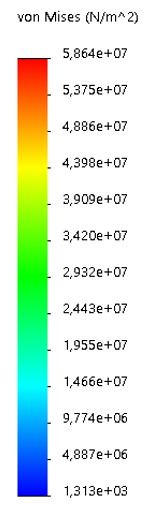 von Mises (N/m^2)
5,864e+07
5,375e+07
4,886e+07
4,398e+07
3,909e+07
3,420e+07
2,932e+07
2,443e+07
1,955e+07
1,466e+07
9,774e+06
4,887e+06
1,313e+03